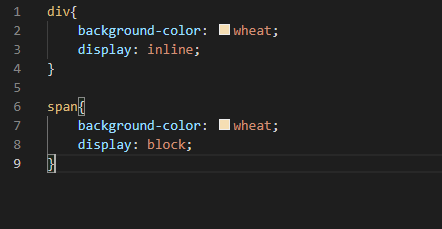 1 div{
2 background-color: wheat;
3 display: inline;
4 }
5
6 span{
7 background-color: wheat;
8 display: block;
9 }